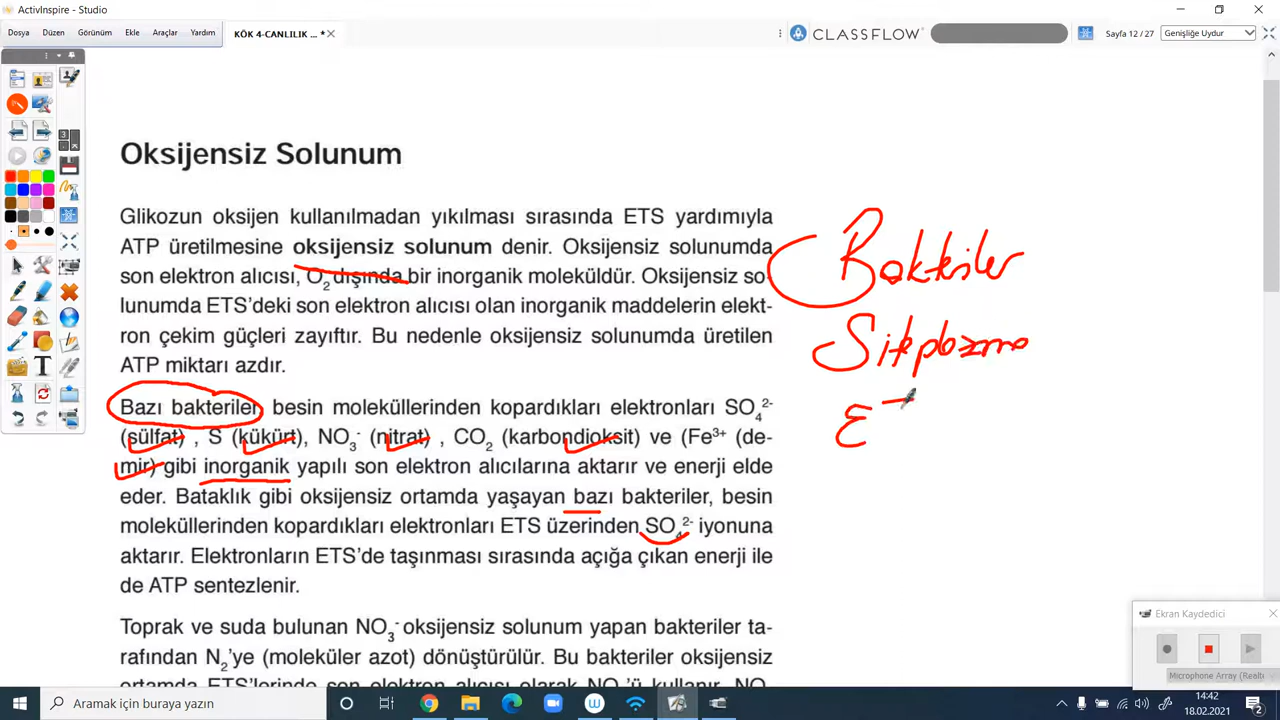 ActivInspire - Studio
Dosya Düzen Görünüm Ekle Araçlar Yardım KÖK 4-CANLILIK ... * CLASSFLOW Sayfa 12 / 27 Genişliğe Uydur
3
Oksijensiz Solunum
Glikozun oksijen kullanılmadan yıkılması sırasında ETS yardımıyla
ATP üretilmesine oksijensiz solunum denir. Oksijensiz solunumda
son elektron alıcısı, O₂ dışında bir inorganik moleküldür. Oksijensiz so-
lunumda ETS'deki son elektron alıcısı olan inorganik maddelerin elekt-
ron çekim güçleri zayıftır. Bu nedenle oksijensiz solunumda üretilen
ATP miktarı azdır.
Bazı bakteriler besin moleküllerinden kopardıkları elektronları SO₄²⁻
(sülfat) , S (kükürt), NO₃⁻ (nitrat) , CO₂ (karbondioksit) ve (Fe³⁺ (de-
mir) gibi inorganik yapılı son elektron alıcılarına aktarır ve enerji elde
eder. Bataklık gibi oksijensiz ortamda yaşayan bazı bakteriler, besin
moleküllerinden kopardıkları elektronları ETS üzerinden SO₄²⁻ iyonuna
aktarır. Elektronların ETS'de taşınması sırasında açığa çıkan enerji ile
de ATP sentezlenir.
Toprak ve suda bulunan NO₃⁻ oksijensiz solunum yapan bakteriler ta-
rafından N₂'ye (moleküler azot) dönüştürülür. Bu bakteriler oksijensiz
Bakteriler
E
Ekran Kaydedici
Microphone Array (Realt
Aramak için buraya yazın
14:42
18.02.2021
2